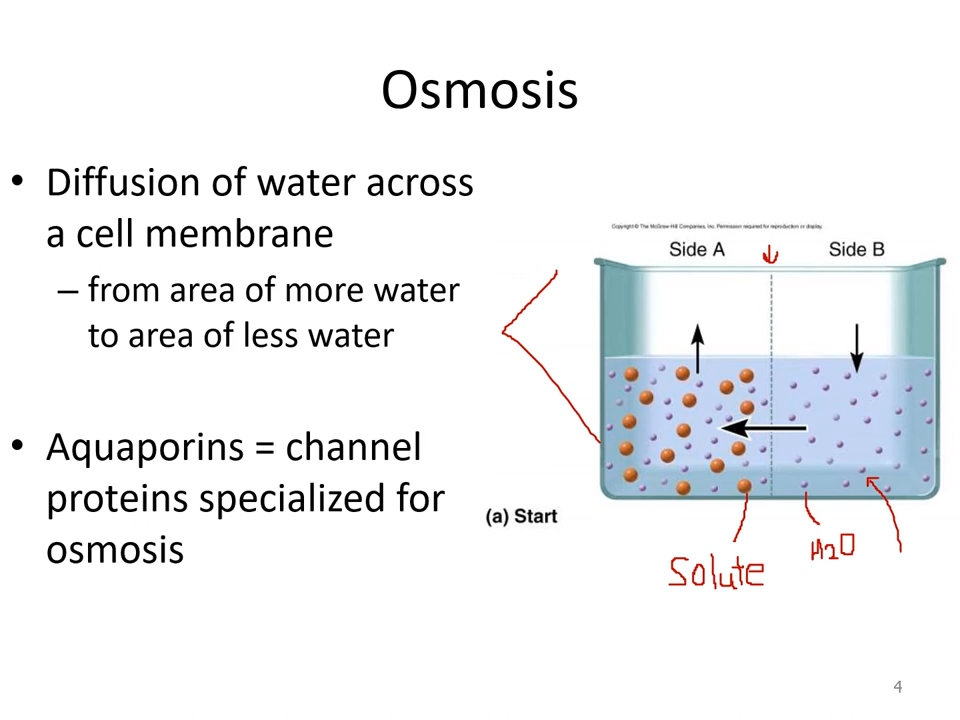 Osmosis
• Diffusion of water across
a cell membrane
– from area of more water
to area of less water
• Aquaporins = channel
proteins specialized for
osmosis
Copyright © The McGraw-Hill Companies, Inc. Permission required for reproduction or display.
Side A
Side B
(a) Start
Solute
H2O
4